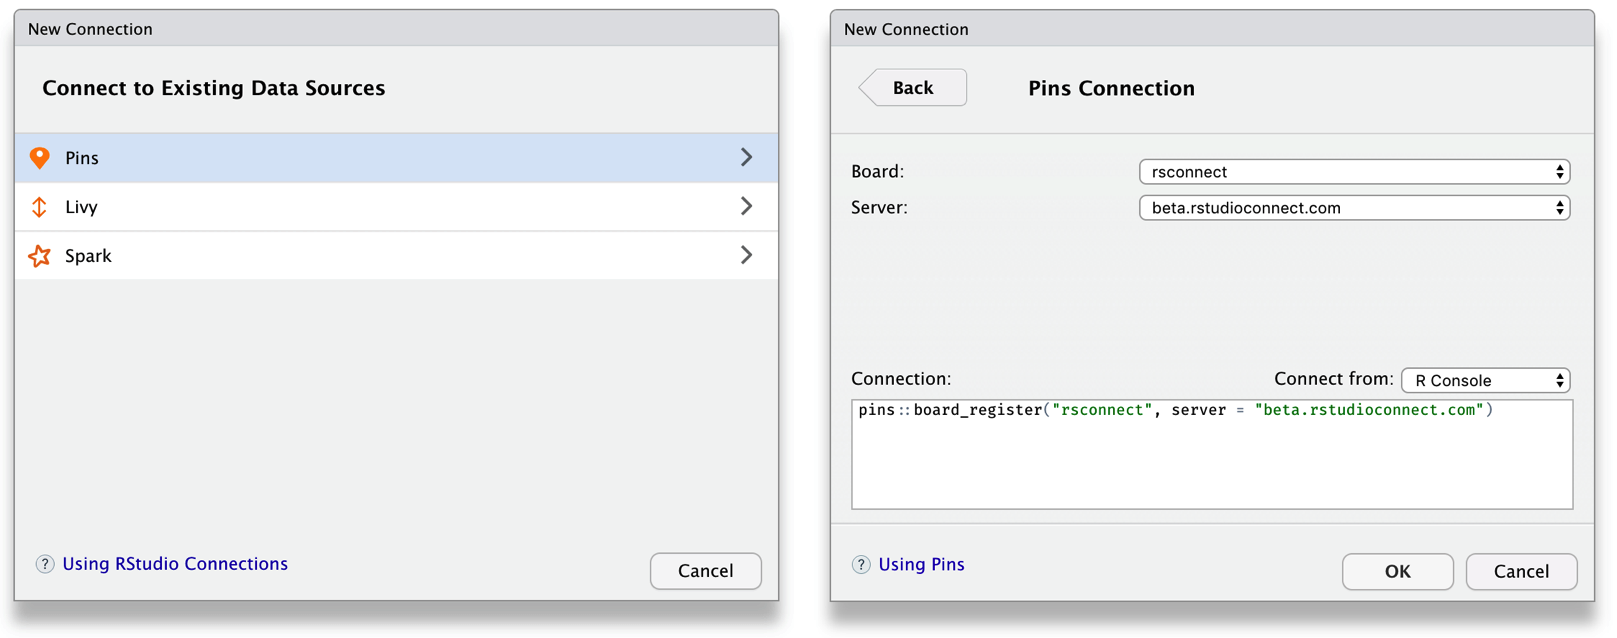 New Connection
Connect to Existing Data Sources
Pins
Livy
Spark
? Using RStudio Connections
Cancel
New Connection
Back
Pins Connection
Board: rsconnect
Server: beta.rstudioconnect.com
Connection:
Connect from: R Console
pins::board_register("rsconnect", server = "beta.rstudioconnect.com")
? Using Pins
OK
Cancel